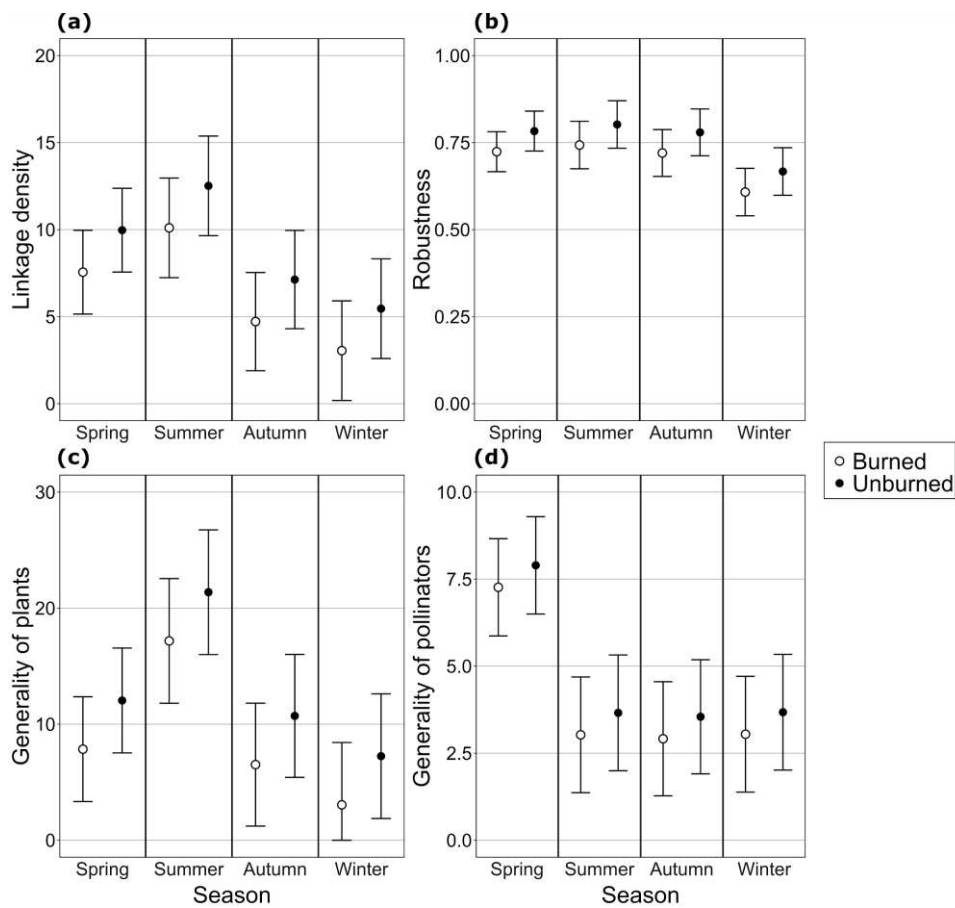 (a)
20
15
10
5
0
Linkage density
Spring Summer Autumn Winter
(b)
1.00
0.75
0.50
0.25
0.00
Robustness
Spring Summer Autumn Winter
(c)
30
20
10
0
Generality of plants
Spring Summer Autumn Winter
Season
(d)
10.0
7.5
5.0
2.5
0.0
Generality of pollinators
Spring Summer Autumn Winter
Season
Burned
Unburned